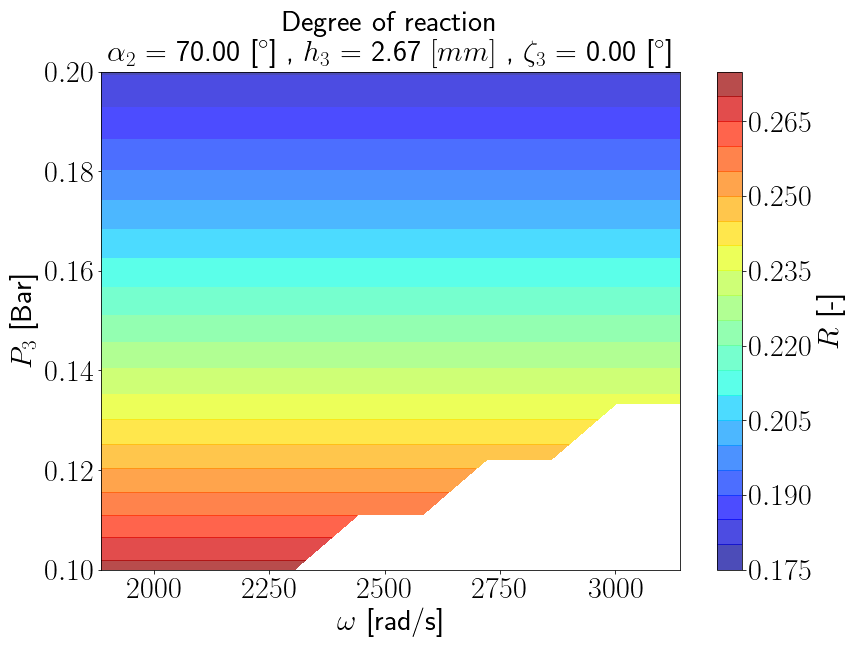 Degree of reaction
α₂ = 70.00 [°] , h₃ = 2.67 [mm] , ζ₃ = 0.00 [°]
0.20
0.18
0.16
0.14
0.12
0.10
P₃ [Bar]
2000 2250 2500 2750 3000
ω [rad/s]
0.265
0.250
0.235
0.220
0.205
0.190
0.175
R [-]